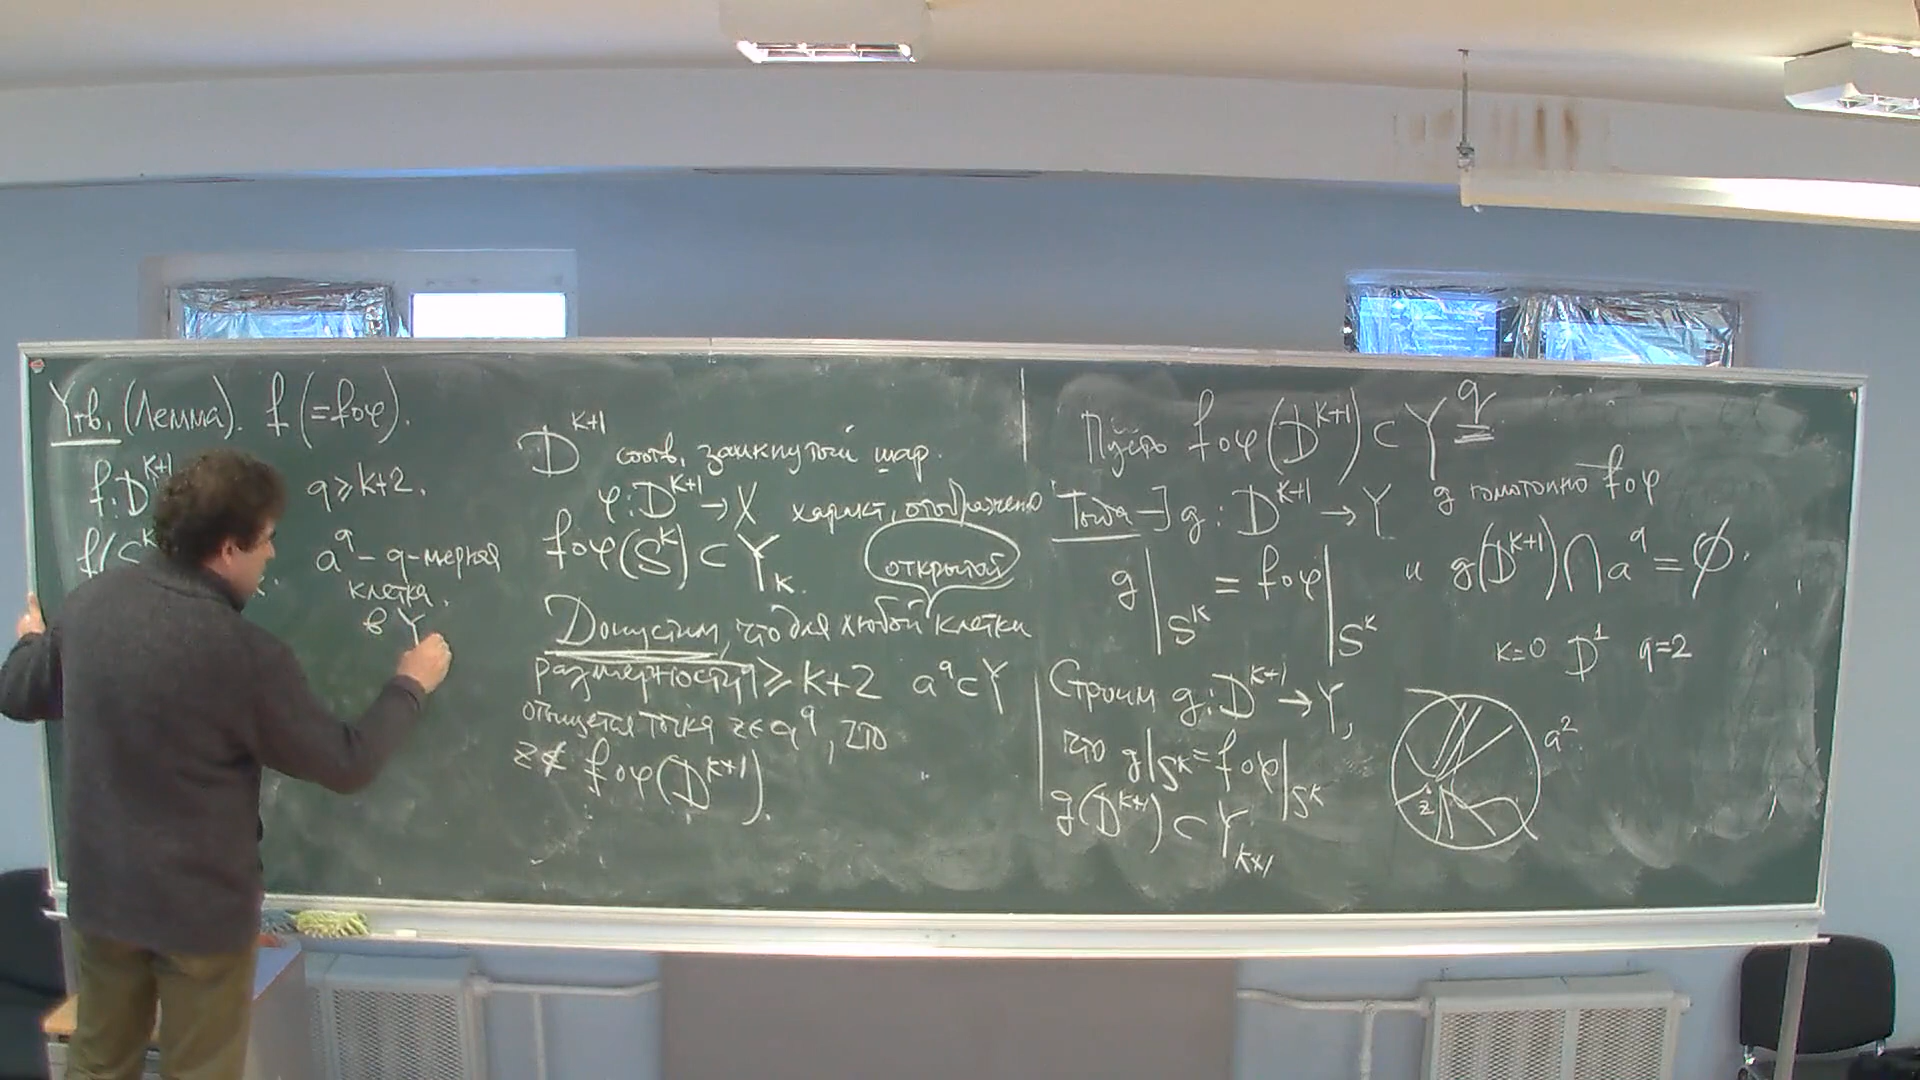 Утв. (Лемма). f (=f∘φ).
f: D^{k+1}
q ≥ k+2.
f(S^k
a^q – q-мерная
клетка.
в Y
D^{k+1} соотв. замкнутый шар.
φ: D^{k+1} → X характ. отображение
f∘φ(S^k) ⊂ Y_k.
открытой
Допустим, что для любой клетки
размерности q ≥ k+2 a^q ⊂ Y
отыщется точка z ∈ a^q, что
z ∉ f∘φ(D^{k+1}).
Пусть f∘φ(D^{k+1}) ⊂ Y^q
Тогда ∃ g: D^{k+1} → Y g гомотопно f∘φ
g|_{S^k} = f∘φ|_{S^k} и g(D^{k+1}) ∩ a^q = ∅.
k=0 D^1 q=2
Строим g: D^{k+1} → Y,
что g|_{S^k} = f∘φ|_{S^k}
g(D^{k+1}) ⊂ Y_{k+1}
a^2
z